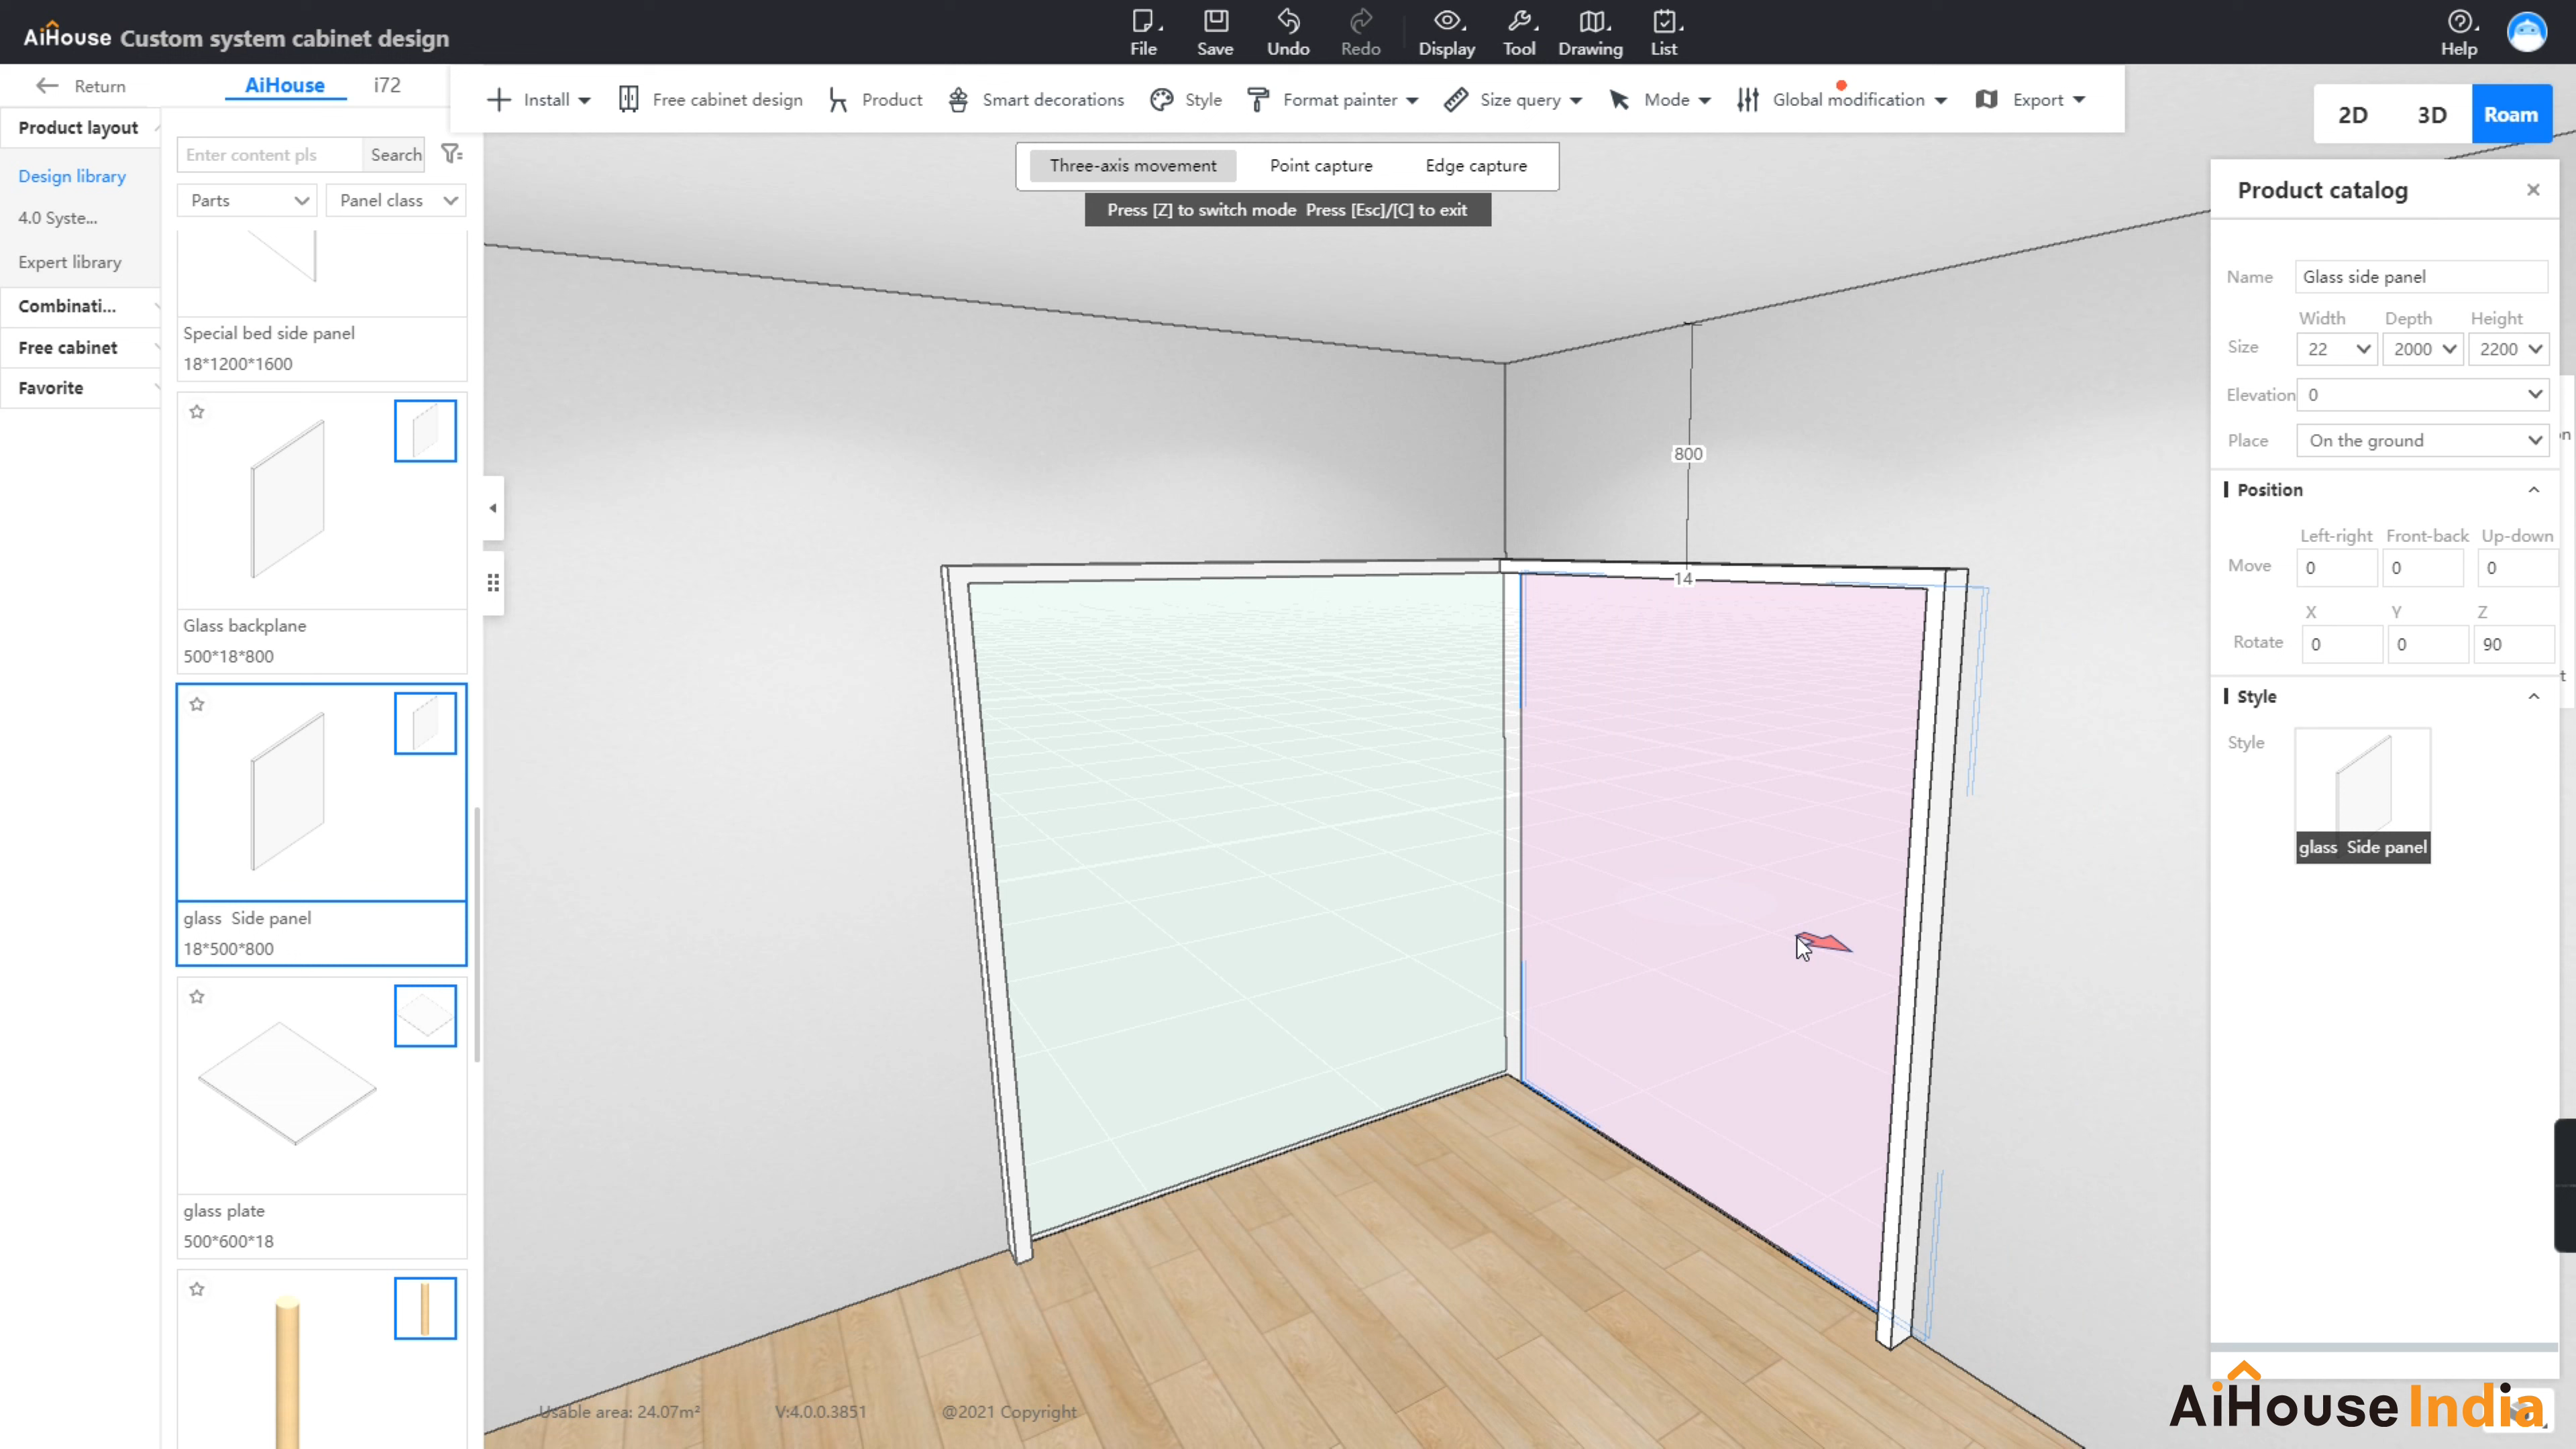 AiHouse Custom system cabinet design
File
Save
Undo
Redo
Display
Tool
Drawing
List
Help
Return
AiHouse
i72
Install
Free cabinet design
Product
Smart decorations
Style
Format painter
Size query
Mode
Global modification
Export
2D
3D
Roam
Product layout
Design library
4.0 Syste...
Expert library
Combinati...
Free cabinet
Favorite
Enter content pls
Search
Parts
Panel class
Special bed side panel
18*1200*1600
Glass backplane
500*18*800
glass Side panel
18*500*800
glass plate
500*600*18
Three-axis movement
Point capture
Edge capture
Press [Z] to switch mode Press [Esc]/[C] to exit
800
14
Usable area: 24.07m²
V:4.0.0.3851
@2021 Copyright
Product catalog
Name
Glass side panel
Width
Depth
Height
Size
22
2000
2200
Elevation
0
Place
On the ground
Position
Left-right
Front-back
Up-down
Move
0
0
0
X
Y
Z
Rotate
0
0
90
Style
Style
glass Side panel
AiHouse India